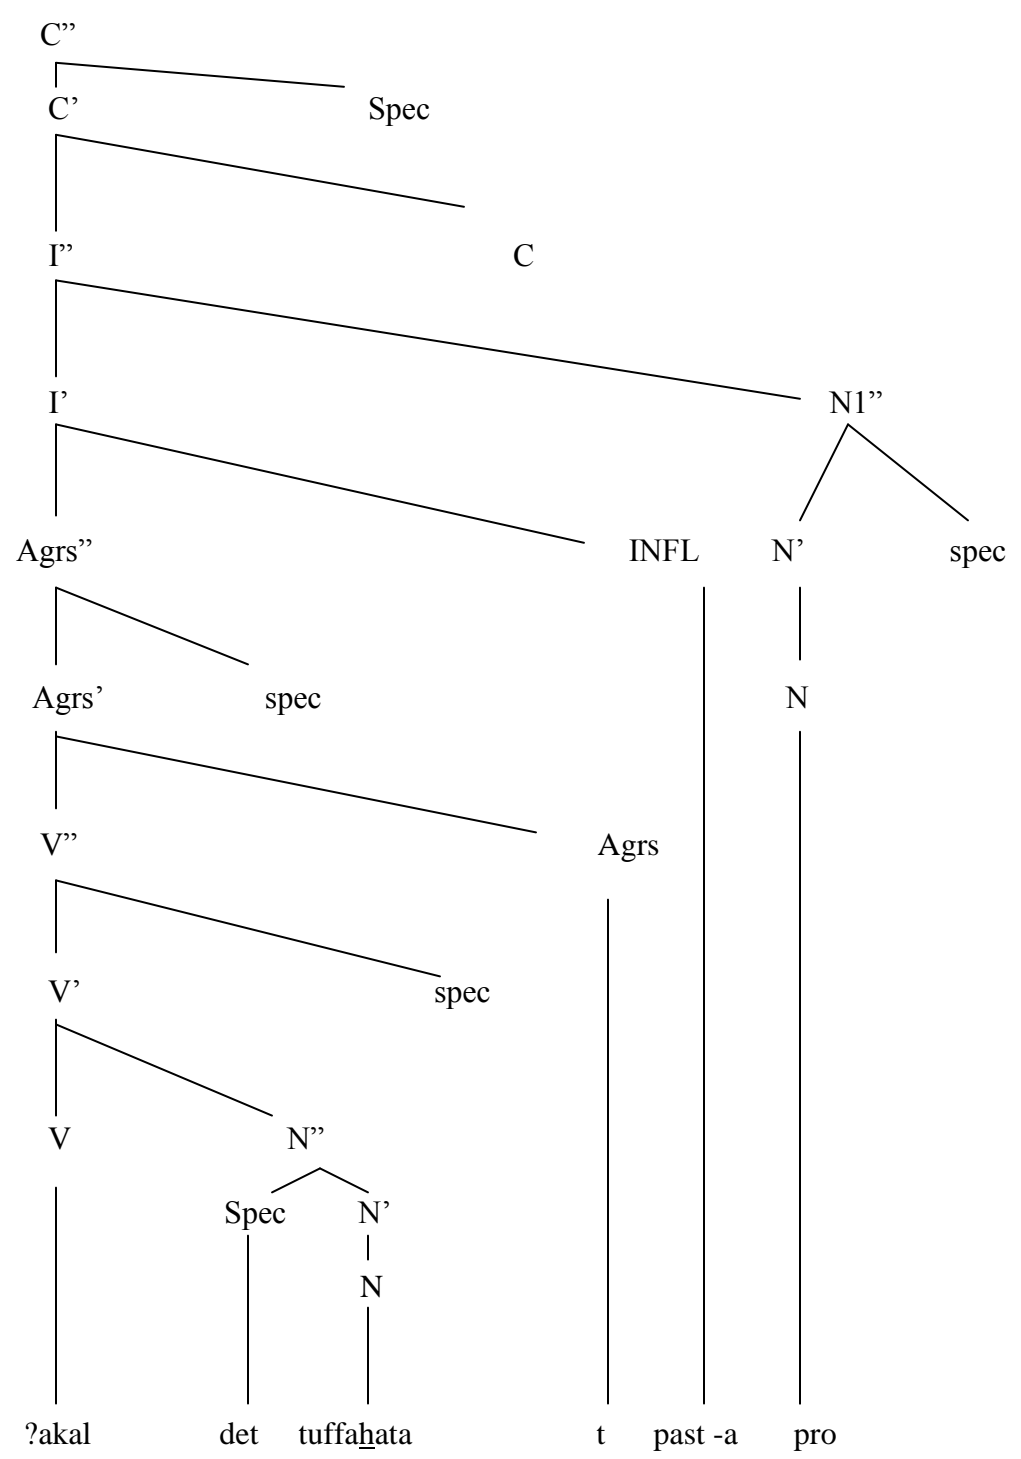 C”
C’ Spec
I” C
I’ N1”
Agrs” INFL N’ spec
Agrs’ spec N
V” Agrs
V’ spec
V N”
Spec N’
N
?akal det tuffahata t past -a pro